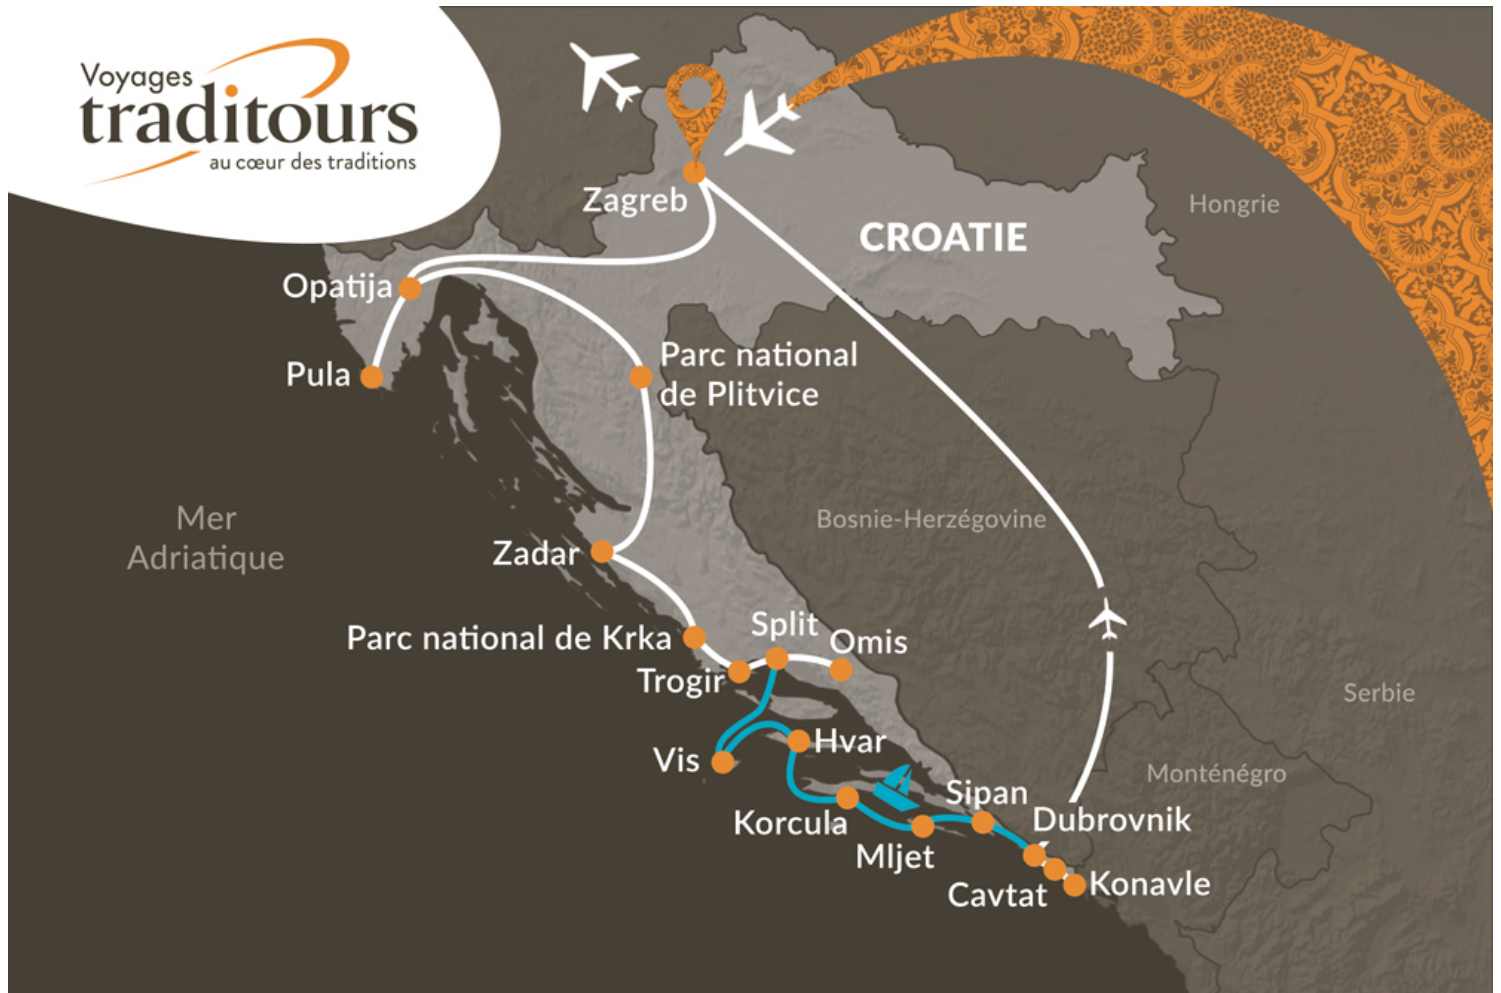 Voyages
traditours
au cœur des traditions
Zagreb
Hongrie
CROATIE
Opatija
Pula
Parc national
de Plitvice
Mer
Adriatique
Bosnie-Herzégovine
Zadar
Parc national de Krka
Split
Omis
Trogir
Serbie
Vis
Hvar
Monténégro
Sipan
Korcula
Dubrovnik
Mljet
Cavtat
Konavle